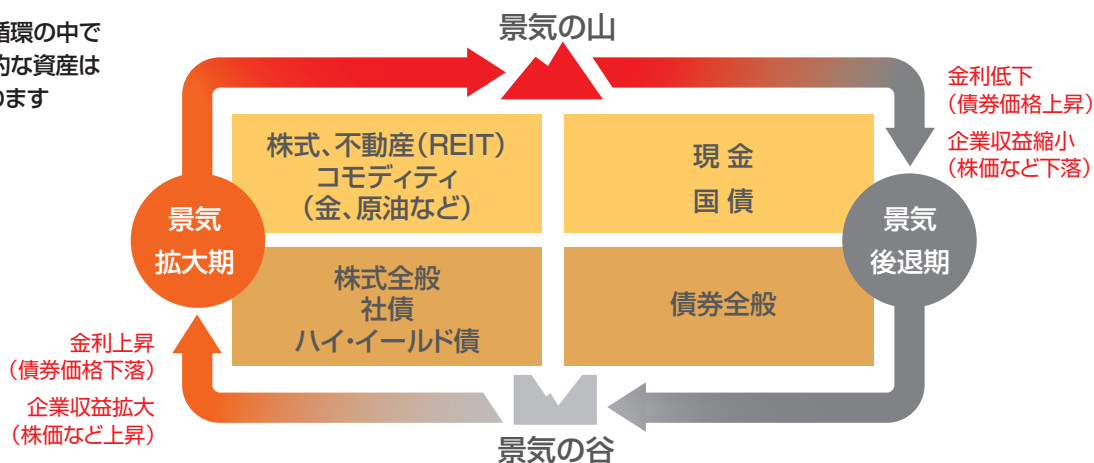 循環の中で
的な資産は
ります
景気の山
金利低下
（債券価格上昇）
企業収益縮小
（株価など下落）
株式、不動産（REIT）
コモディティ
（金、原油など）
現 金
国 債
景気
拡大期
景気
後退期
株式全般
社債
ハイ・イールド債
債券全般
金利上昇
（債券価格下落）
企業収益拡大
（株価など上昇）
景気の谷